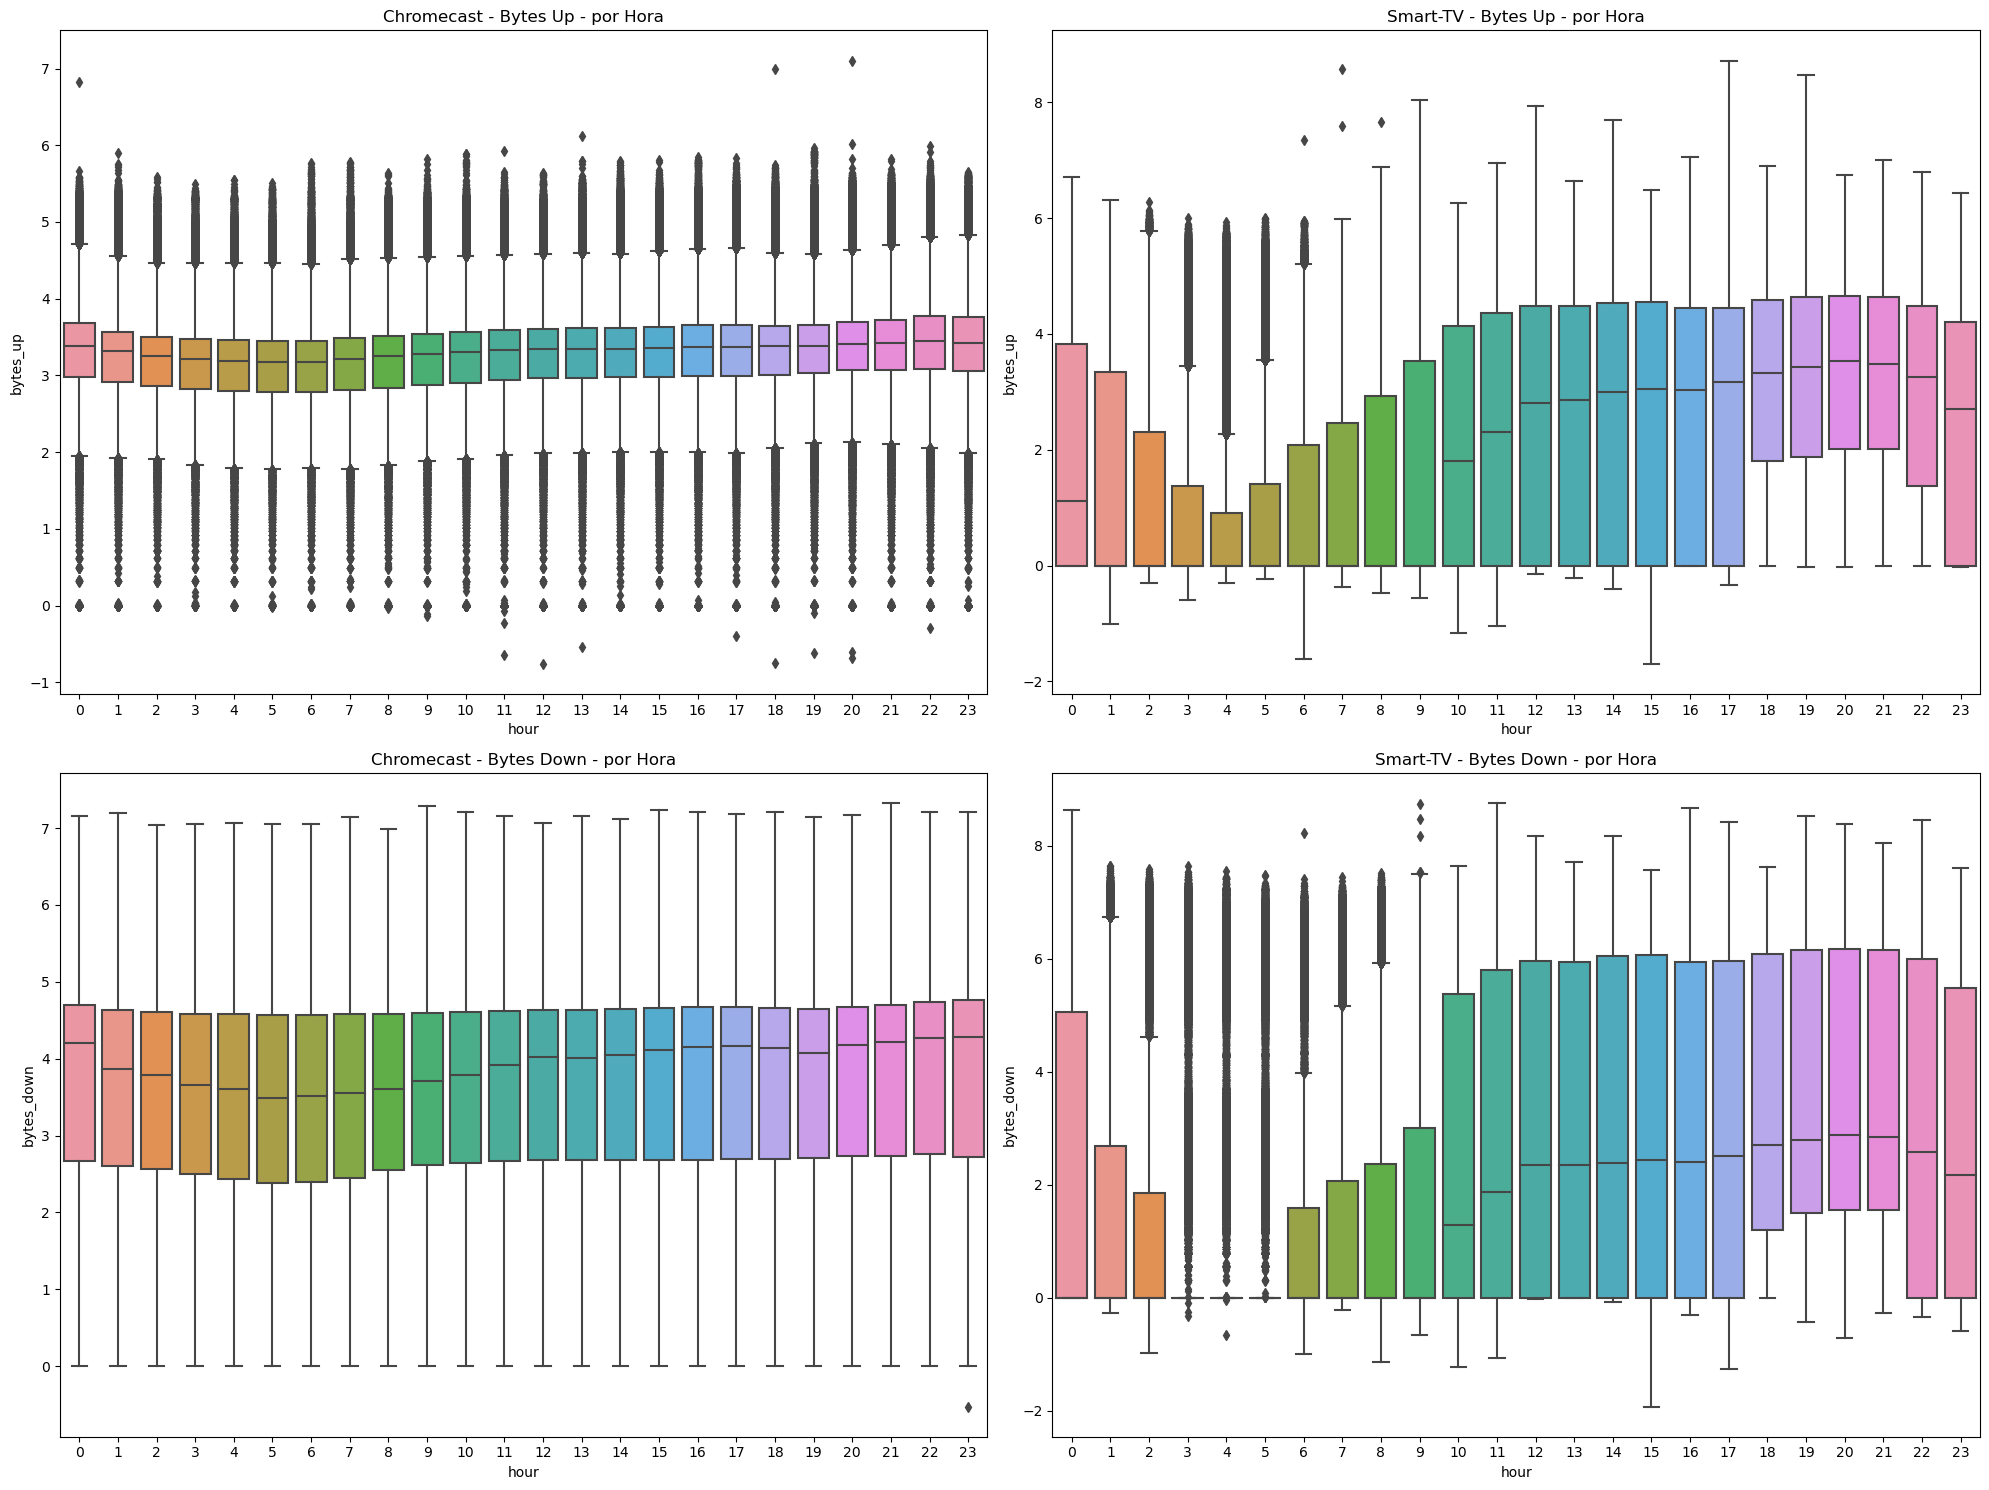 Chromecast - Bytes Up - por Hora
bytes_up
7
6
5
4
3
2
1
0
−1
0 1 2 3 4 5 6 7 8 9 10 11 12 13 14 15 16 17 18 19 20 21 22 23
hour
Smart-TV - Bytes Up - por Hora
bytes_up
8
6
4
2
0
−2
0 1 2 3 4 5 6 7 8 9 10 11 12 13 14 15 16 17 18 19 20 21 22 23
hour
Chromecast - Bytes Down - por Hora
bytes_down
7
6
5
4
3
2
1
0
0 1 2 3 4 5 6 7 8 9 10 11 12 13 14 15 16 17 18 19 20 21 22 23
hour
Smart-TV - Bytes Down - por Hora
bytes_down
8
6
4
2
0
−2
0 1 2 3 4 5 6 7 8 9 10 11 12 13 14 15 16 17 18 19 20 21 22 23
hour